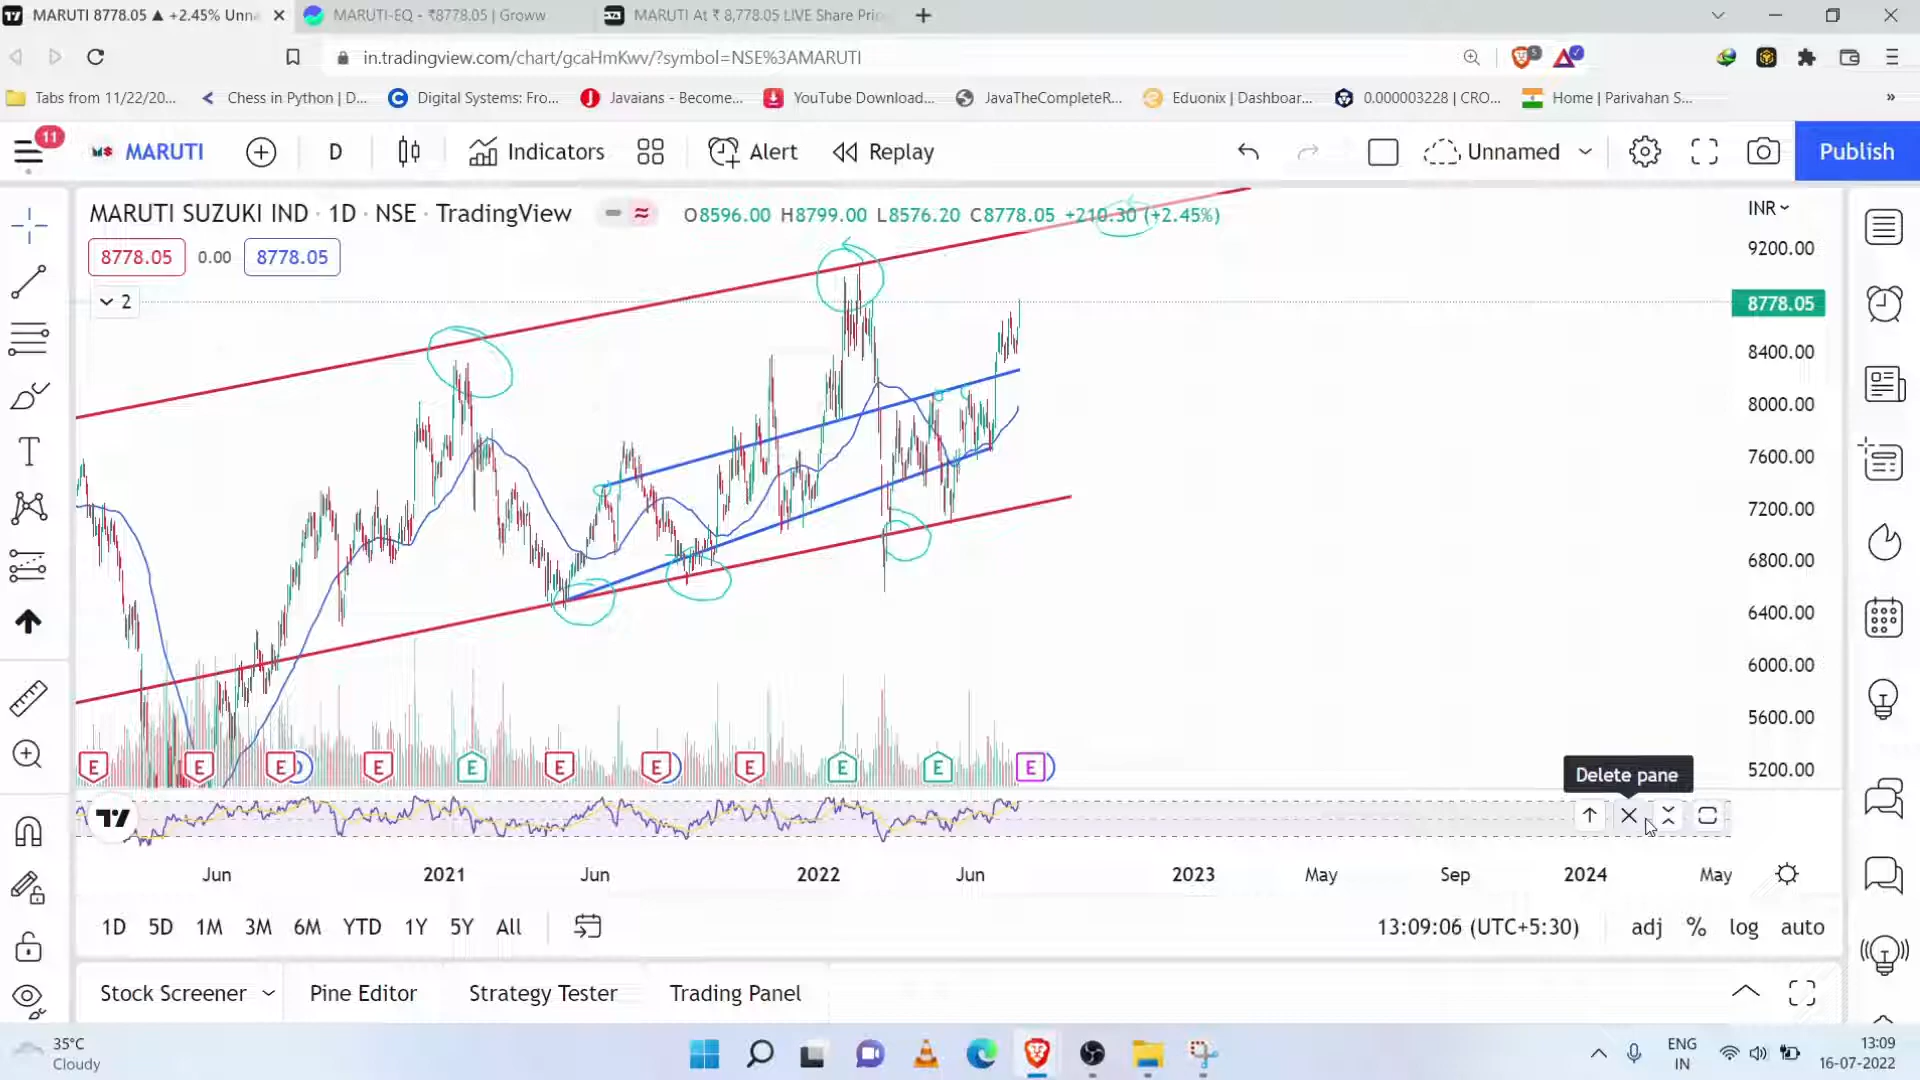 MARUTI 8778.05 ▲ +2.45% Unn
MARUTI-EQ - ₹8778.05 | Groww
MARUTI At ₹ 8,778.05 LIVE Share Pri
in.tradingview.com/chart/gcaHmKwv/?symbol=NSE%3AMARUTI
5
Tabs from 11/22/20...
Chess in Python | D...
Digital Systems: Fro...
Javaians - Become...
YouTube Download...
JavaTheCompleteR...
Eduonix | Dashboar...
0.000003228 | CRO...
Home | Parivahan S...
»
11
MARUTI
D
Indicators
Alert
Replay
Unnamed
Publish
MARUTI SUZUKI IND · 1D · NSE · TradingView
O8596.00 H8799.00 L8576.20 C8778.05 +210.30 (+2.45%)
INR
8778.05
0.00
8778.05
2
9200.00
8778.05
8400.00
8000.00
7600.00
7200.00
6800.00
6400.00
6000.00
5600.00
5200.00
E E E E E E E E E E E
Delete pane
Jun 2021 Jun 2022 Jun 2023 May Sep 2024 May
1D 5D 1M 3M 6M YTD 1Y 5Y All
13:09:06 (UTC+5:30)
adj % log auto
Stock Screener
Pine Editor
Strategy Tester
Trading Panel
35°C
Cloudy
ENG
IN
13:09
16-07-2022